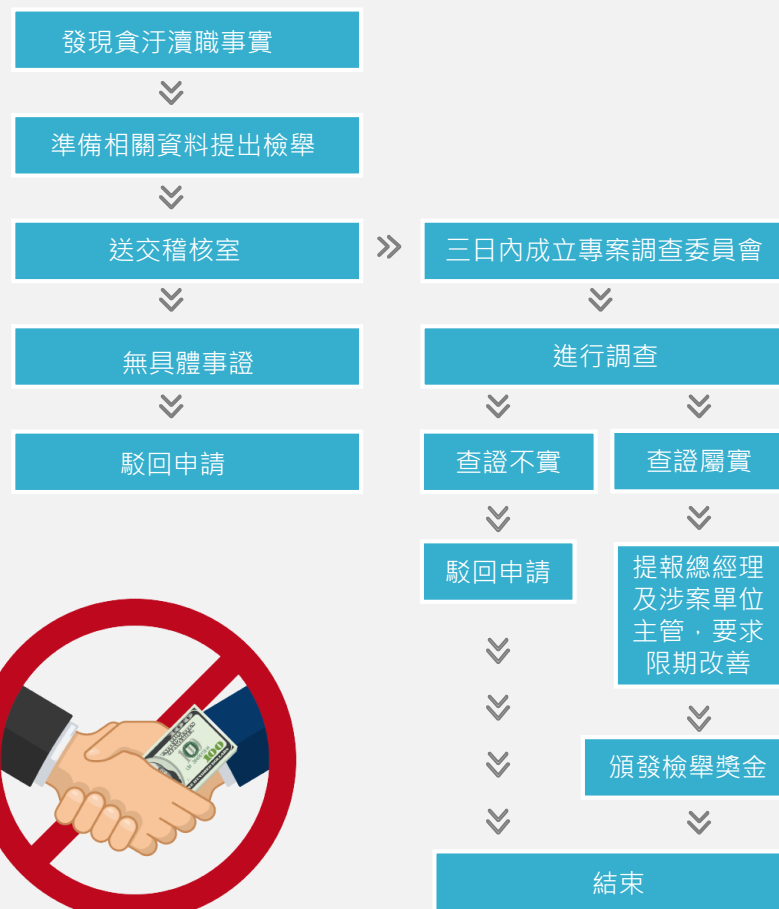 發現貪汙瀆職事實
準備相關資料提出檢舉
送交稽核室
三日內成立專案調查委員會
無具體事證
進行調查
駁回申請
查證不實
查證屬實
駁回申請
提報總經理
及涉案單位
主管，要求
限期改善
頒發檢舉獎金
結束
100